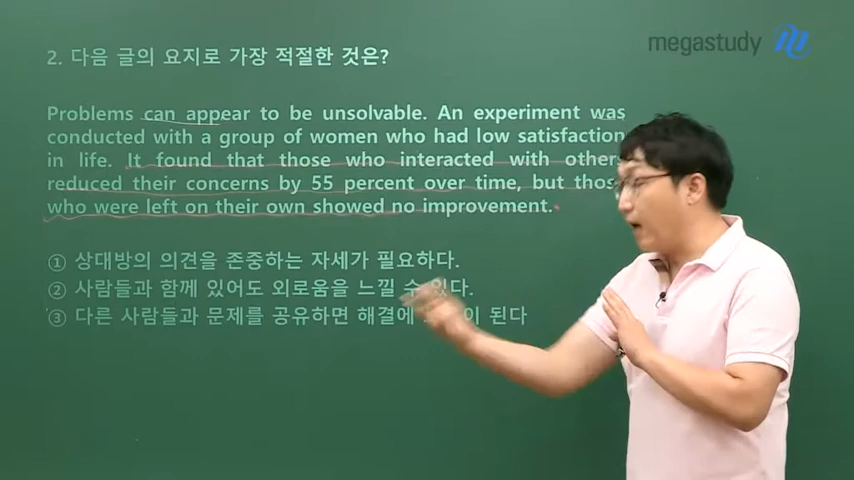 megastudy
2. 다음 글의 요지로 가장 적절한 것은?
Problems can appear to be unsolvable. An experiment was
conducted with a group of women who had low satisfaction
in life. It found that those who interacted with others
reduced their concerns by 55 percent over time, but those
who were left on their own showed no improvement.
① 상대방의 의견을 존중하는 자세가 필요하다.
② 사람들과 함께 있어도 외로움을 느낄 수 있다.
③ 다른 사람들과 문제를 공유하면 해결에 된다